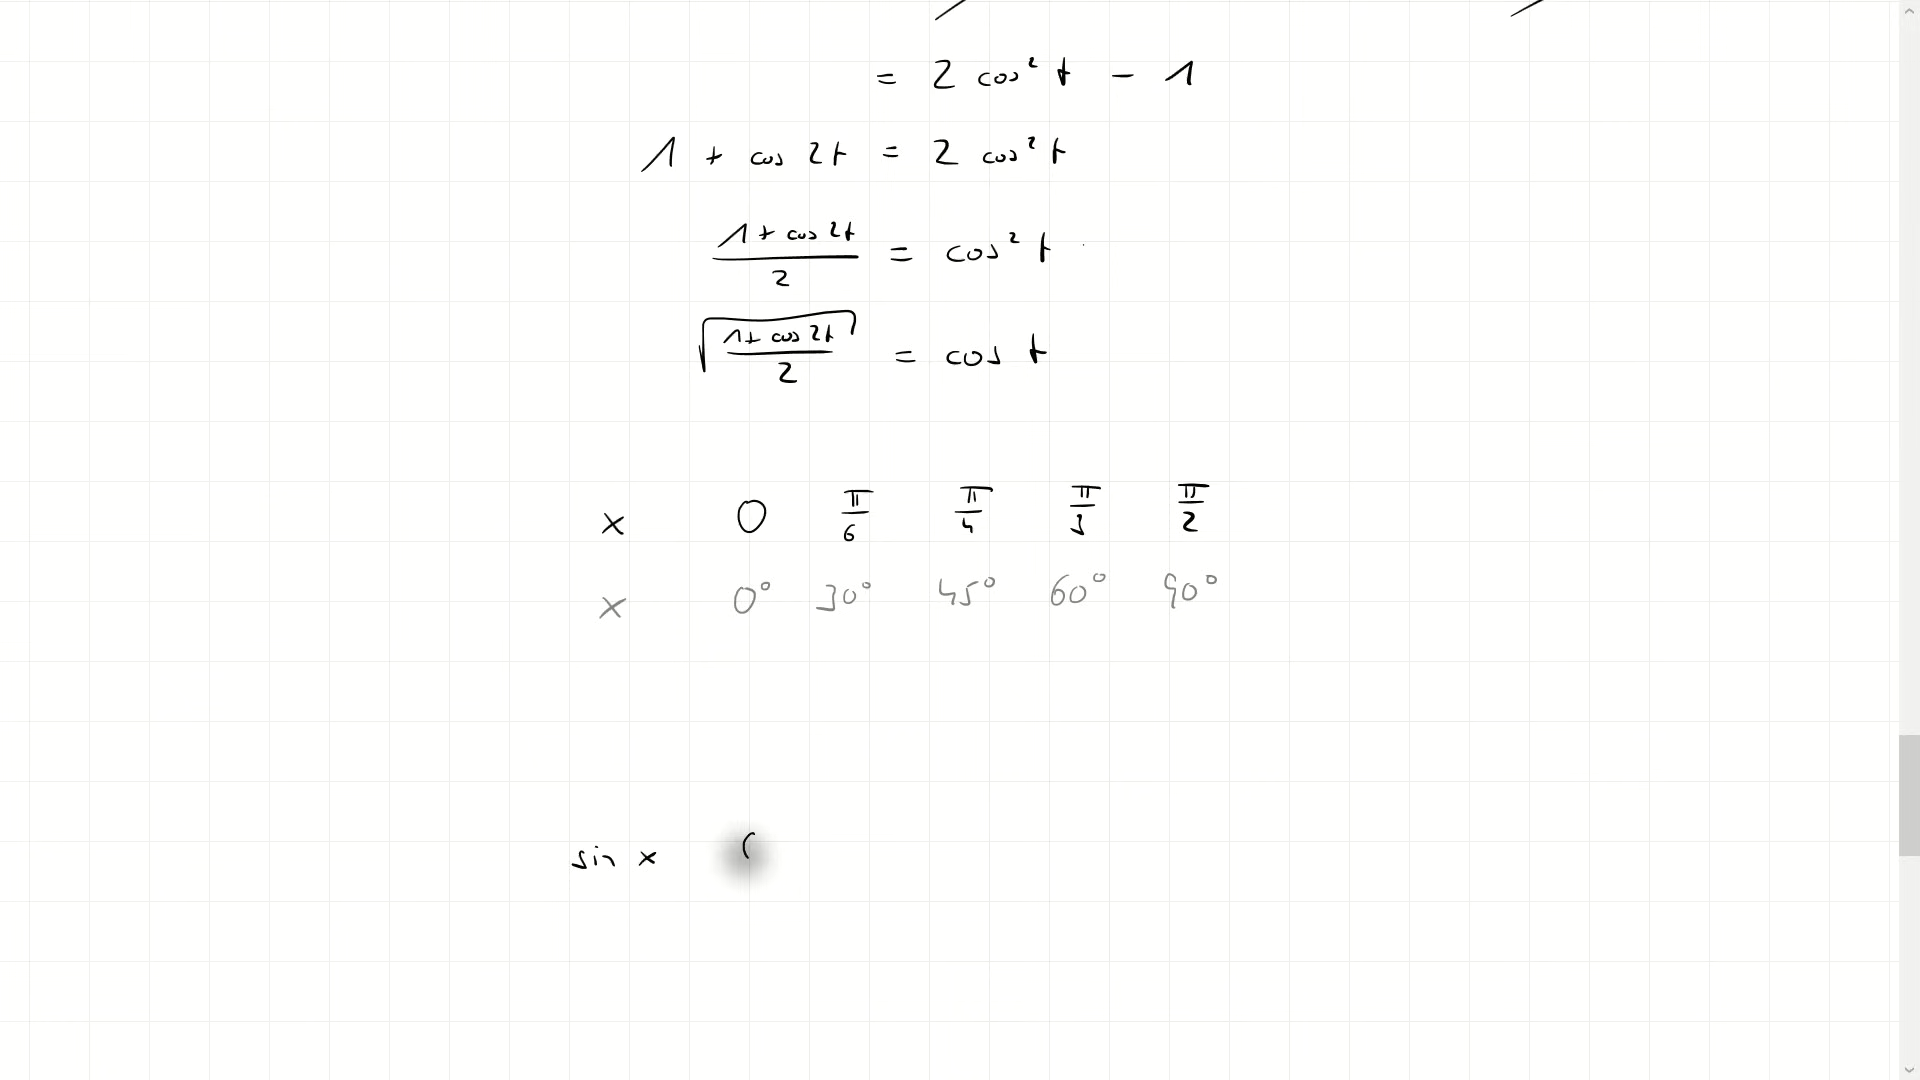 = 2 cos² t - 1
1 + cos 2t = 2 cos² t
(1 + cos 2t)/2 = cos² t
√((1 + cos 2t)/2) = cos t
x 0 π/6 π/4 π/3 π/2
x 0° 30° 45° 60° 90°
sin x (